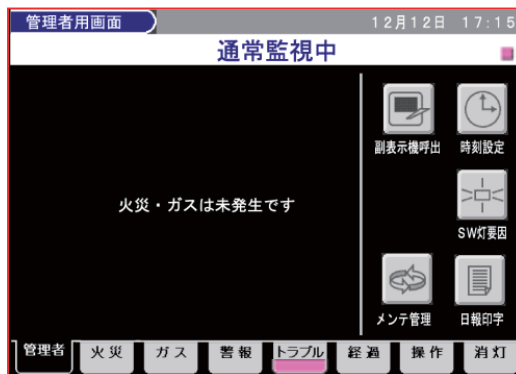 管理者用画面
12月12日 17:15
通常監視中
副表示機呼出
時刻設定
火災・ガスは未発生です
SW灯要因
メンテ管理
日報印字
管理者
火災
ガス
警報
トラブル
経過
操作
消灯